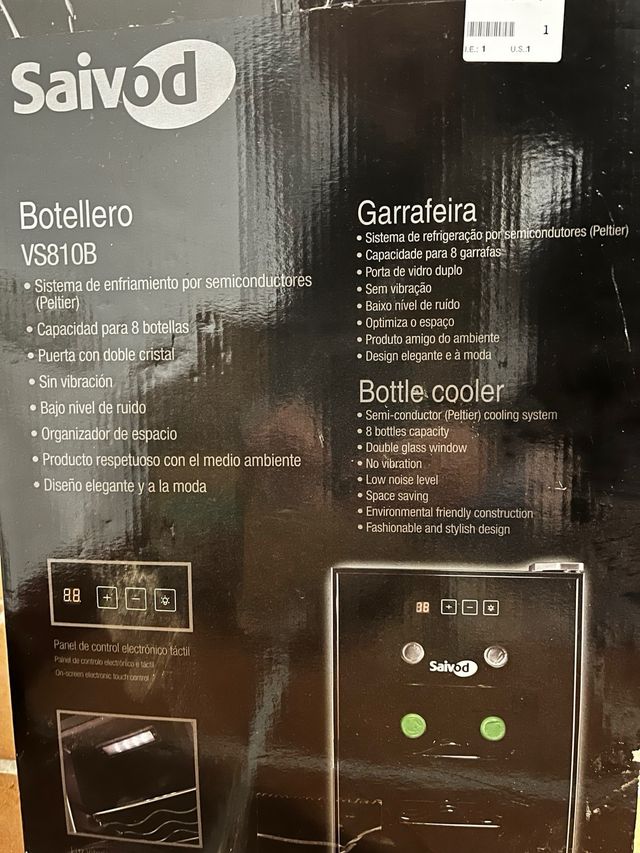 1
I.E.: 1 U.S.:1
Saivod
Botellero
VS810B
• Sistema de enfriamiento por semiconductores
(Peltier)
• Capacidad para 8 botellas
• Puerta con doble cristal
• Sin vibración
• Bajo nivel de ruido
• Organizador de espacio
• Producto respetuoso con el medio ambiente
• Diseño elegante y a la moda
Garrafeira
• Sistema de refrigeração por semicondutores (Peltier)
• Capacidade para 8 garrafas
• Porta de vidro duplo
• Sem vibração
• Baixo nível de ruído
• Optimiza o espaço
• Produto amigo do ambiente
• Design elegante e à moda
Bottle cooler
• Semi-conductor (Peltier) cooling system
• 8 bottles capacity
• Double glass window
• No vibration
• Low noise level
• Space saving
• Environmental friendly construction
• Fashionable and stylish design
8.8. + −
Panel de control electrónico táctil
Painel de controlo electrónico e táctil
On-screen electronic touch control
+ −
Saivod